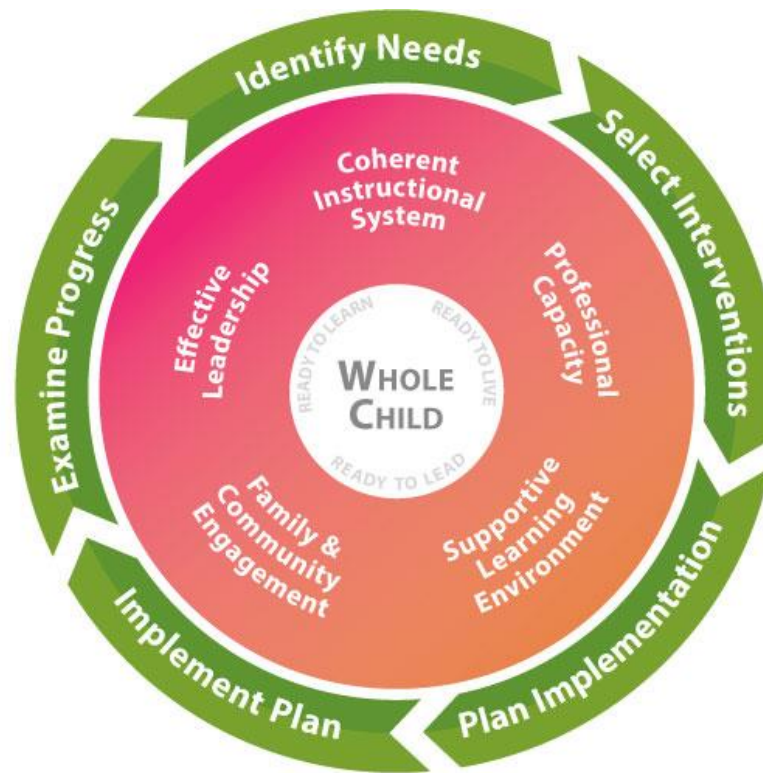 Identify Needs
Select Interventions
Plan Implementation
Implement Plan
Examine Progress
Coherent
Instructional
System
Professional
Capacity
Supportive
Learning
Environment
Family &
Community
Engagement
Effective
Leadership
READY TO LEARN
READY TO LIVE
READY TO LEAD
WHOLE
CHILD